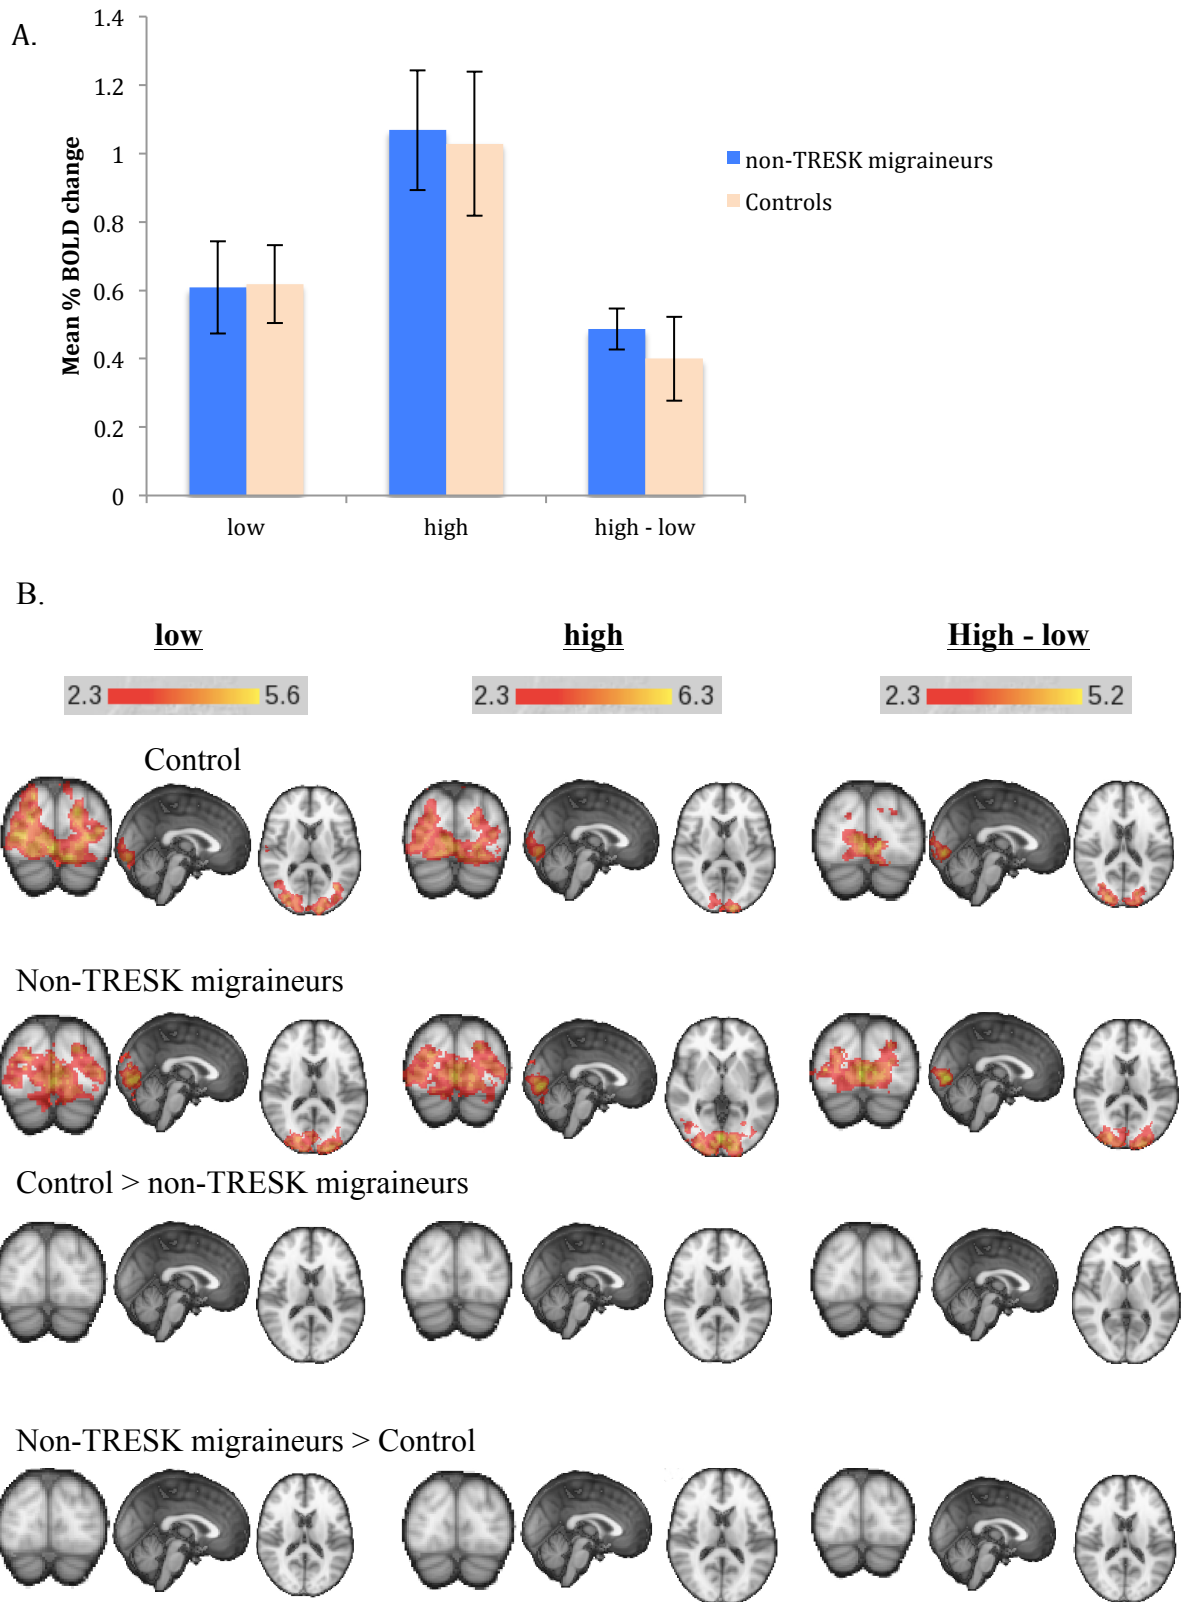 A.
Mean % BOLD change
1.4
1.2
1
0.8
0.6
0.4
0.2
0
low high high - low
non-TRESK migraineurs
Controls
B.
low high High - low
2.3 5.6 2.3 6.3 2.3 5.2
Control
Non-TRESK migraineurs
Control > non-TRESK migraineurs
Non-TRESK migraineurs > Control